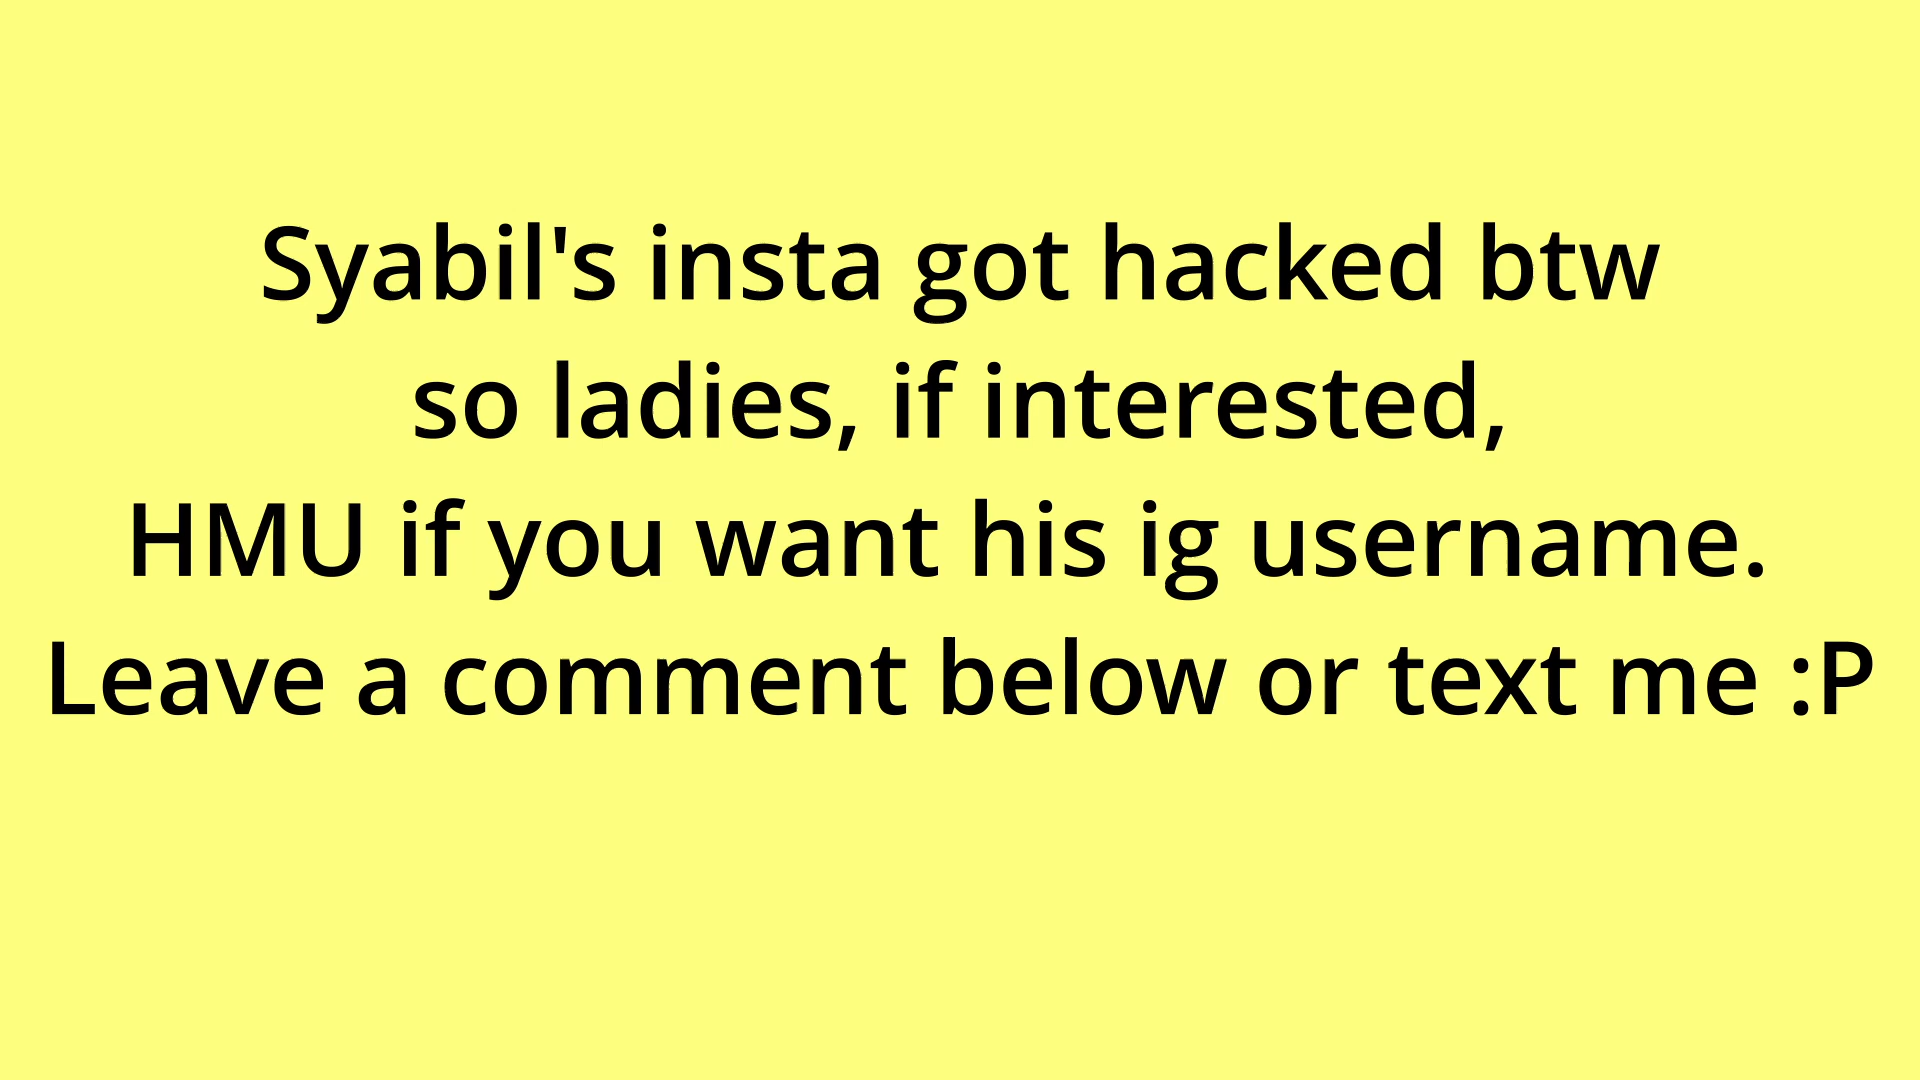 Syabil's insta got hacked btw
so ladies, if interested,
HMU if you want his ig username.
Leave a comment below or text me :P